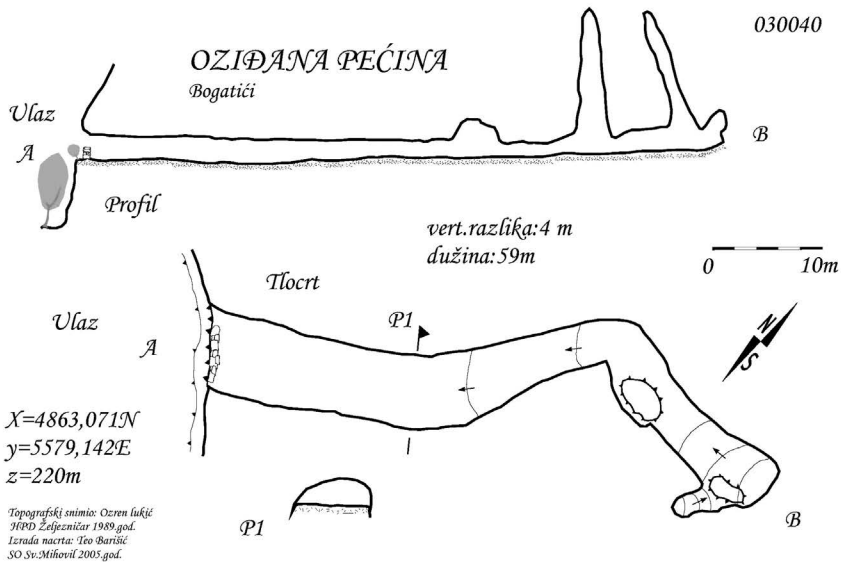 030040
OZIĐANA PEĆINA
Bogatići
Ulaz
A
B
Profil
vert.razlika:4 m
dužina:59m
0 10m
Tlocrt
P1
Ulaz
A
N
S
X=4863,071N
y=5579,142E
z=220m
P1
B
Topografski snimio: Ozren lukić
HPD Željezničar 1989.god.
Izrada nacrta: Teo Barišić
SO Sv.Mihovil 2005.god.